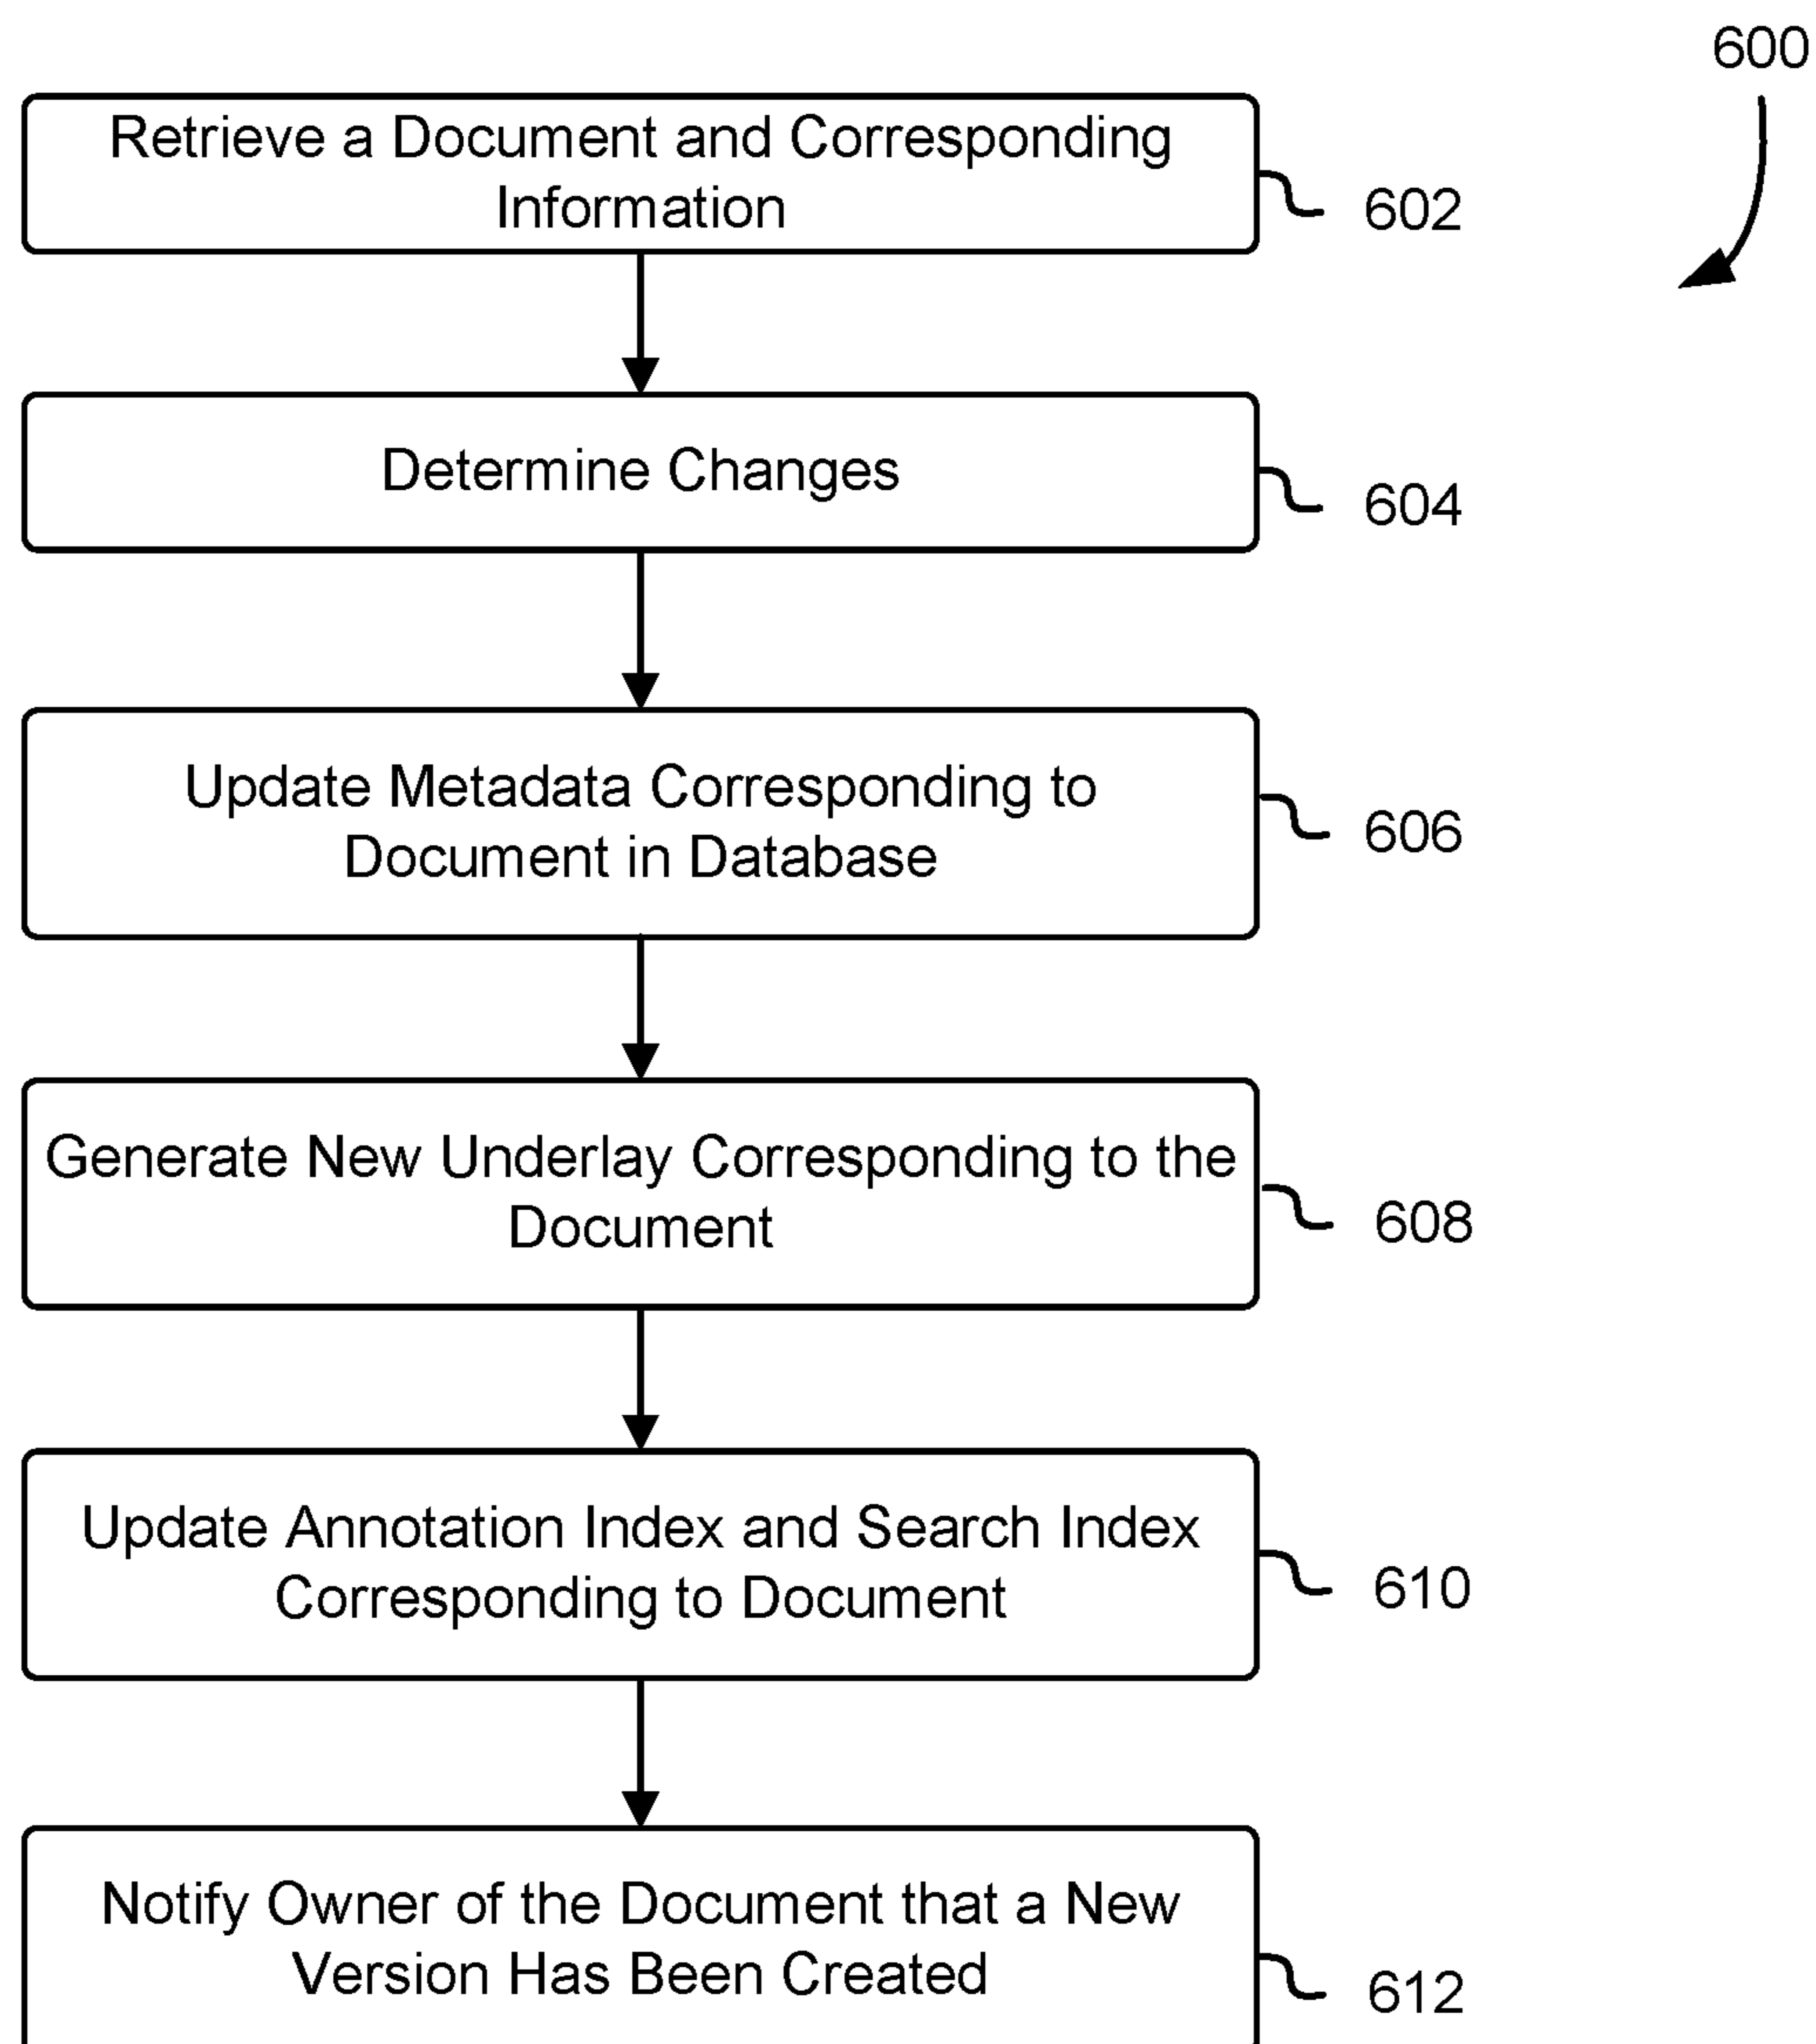 600
Retrieve a Document and Corresponding
Information
602
Determine Changes
604
Update Metadata Corresponding to
Document in Database
606
Generate New Underlay Corresponding to the
Document
608
Update Annotation Index and Search Index
Corresponding to Document
610
Notify Owner of the Document that a New
Version Has Been Created
612